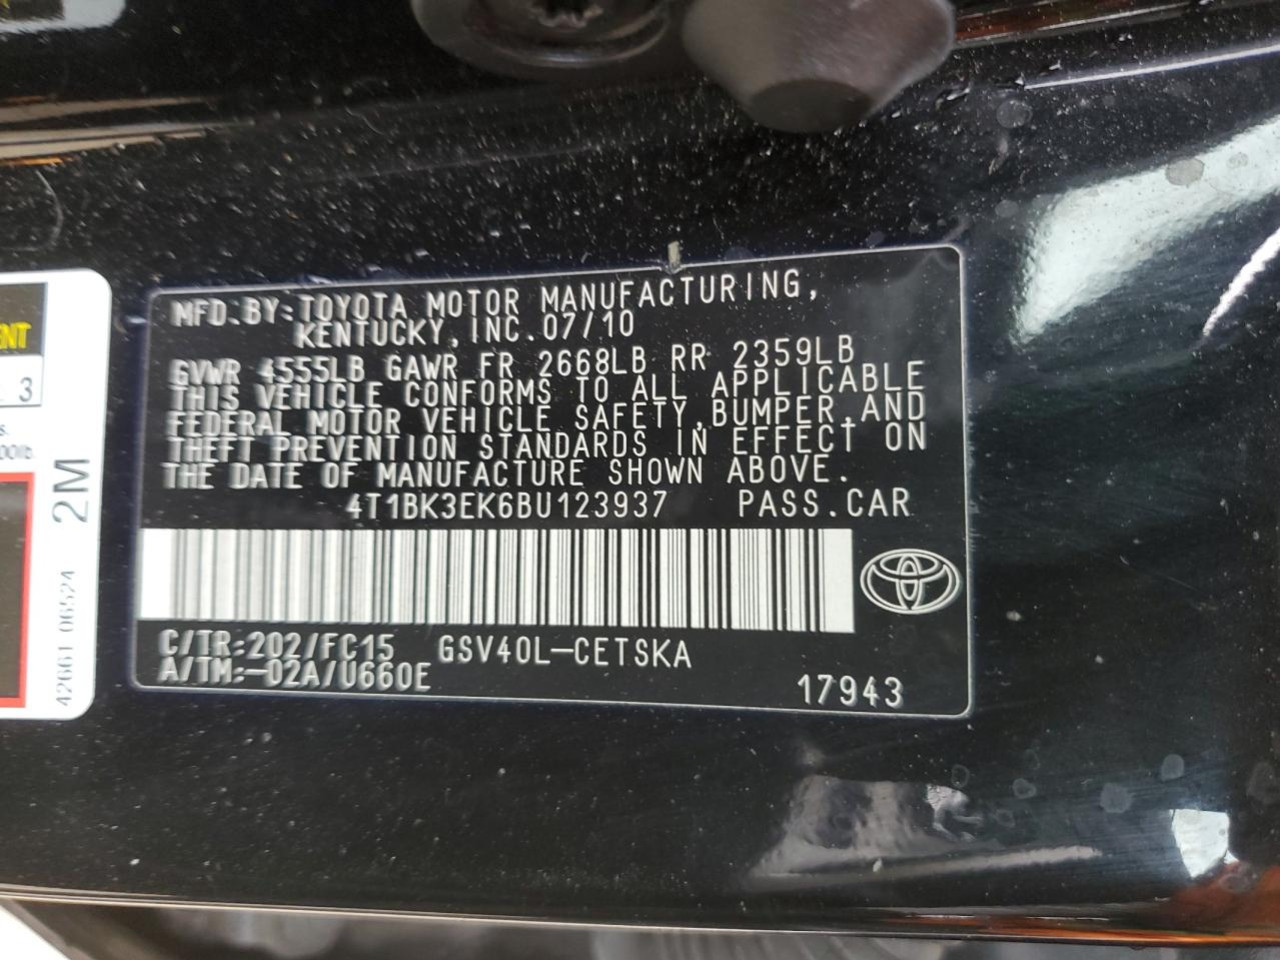 MFD.BY:TOYOTA MOTOR MANUFACTURING,
KENTUCKY,INC.07/10
GVWR 4555LB GAWR FR 2668LB RR 2359LB
THIS VEHICLE CONFORMS TO ALL APPLICABLE
FEDERAL MOTOR VEHICLE SAFETY,BUMPER,AND
THEFT PREVENTION STANDARDS IN EFFECT ON
THE DATE OF MANUFACTURE SHOWN ABOVE.
4T1BK3EK6BU123937 PASS.CAR
C/TR:202/FC15 GSV40L-CETSKA
A/TM:-02A/U660E
17943
3
2M
42661 06524